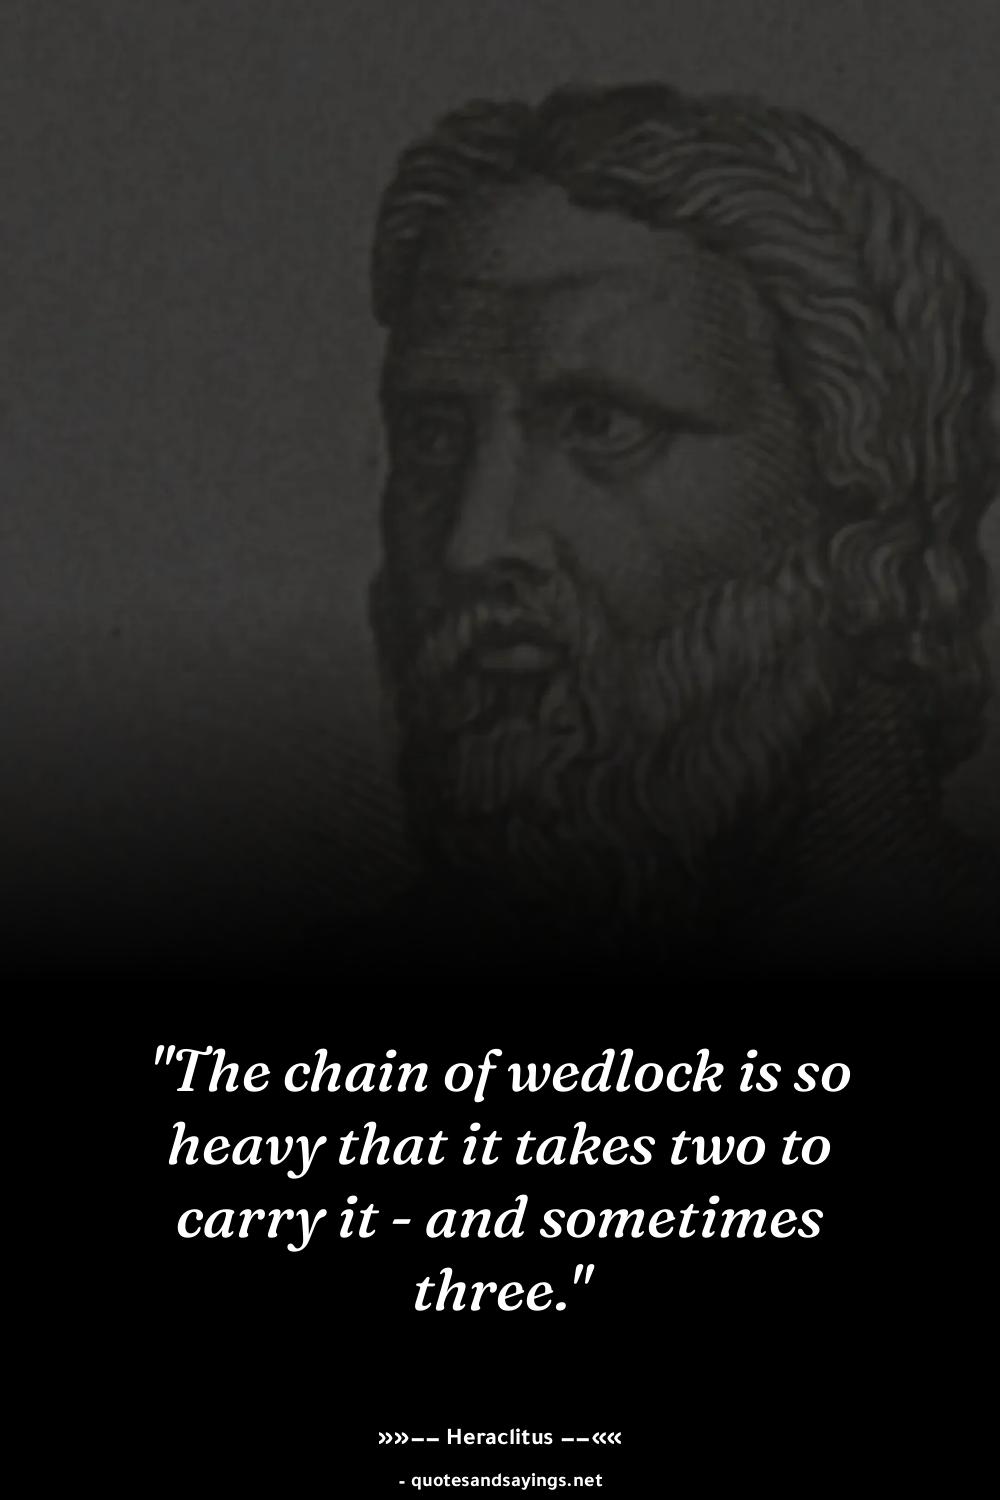 "The chain of wedlock is so
heavy that it takes two to
carry it - and sometimes
three."
»»—— Heraclitus ——««
- quotesandsayings.net